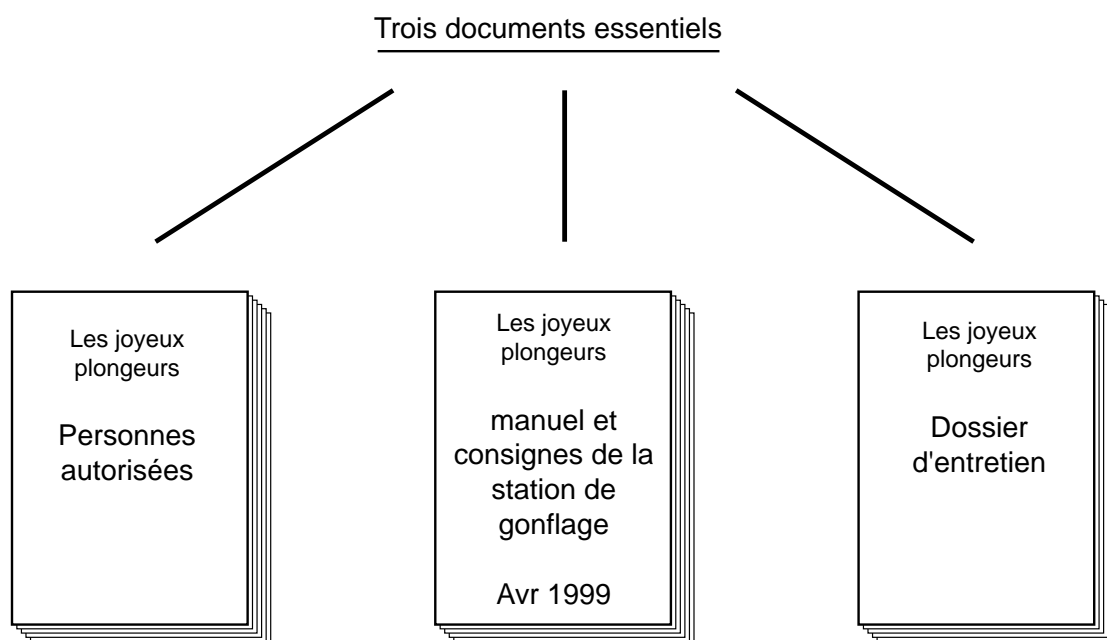 Trois documents essentiels
Les joyeux
plongeurs
Personnes
autorisées
Les joyeux
plongeurs
manuel et
consignes de la
station de
gonflage
Avr 1999
Les joyeux
plongeurs
Dossier
d'entretien